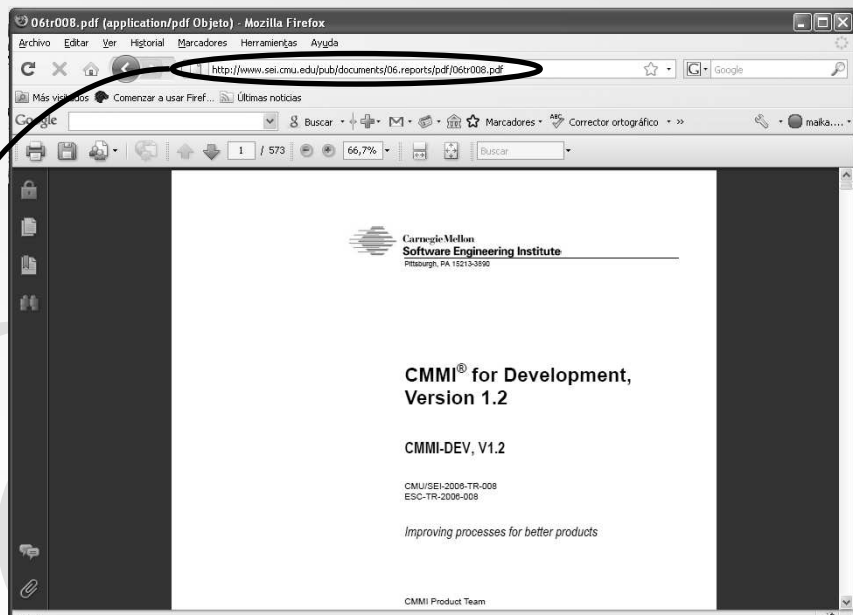 06tr008.pdf (application/pdf Objeto) - Mozilla Firefox
Archivo Editar Ver Historial Marcadores Herramientas Ayuda
http://www.sei.cmu.edu/pub/documents/06.reports/pdf/06tr008.pdf G Google
Más visitados Comenzar a usar Firef... Últimas noticias
Google Buscar Marcadores ABC Corrector ortográfico » maika....
1 / 573 66,7% Buscar
Carnegie Mellon
Software Engineering Institute
Pittsburgh, PA 15213-3890
CMMI® for Development,
Version 1.2
CMMI-DEV, V1.2
CMU/SEI-2006-TR-008
ESC-TR-2006-008
Improving processes for better products
CMMI Product Team